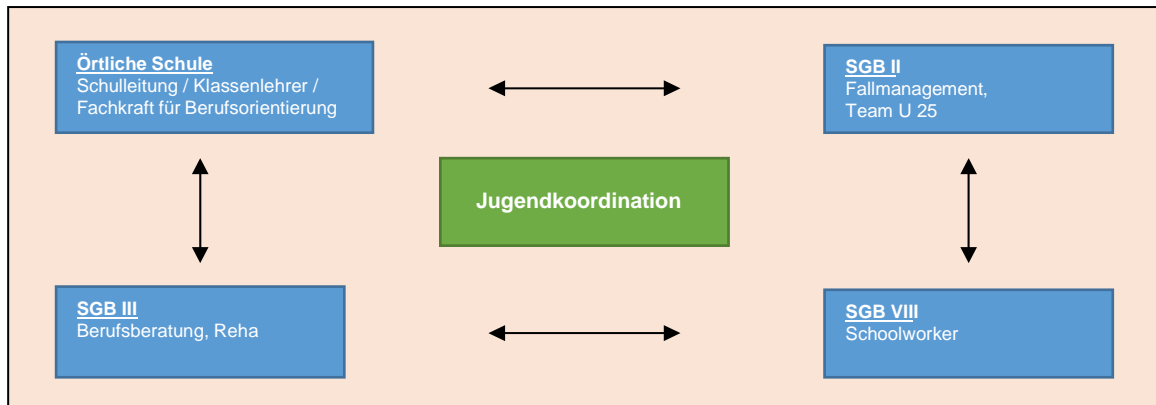 Örtliche Schule
Schulleitung / Klassenlehrer /
Fachkraft für Berufsorientierung
SGB II
Fallmanagement,
Team U 25
Jugendkoordination
SGB III
Berufsberatung, Reha
SGB VIII
Schoolworker